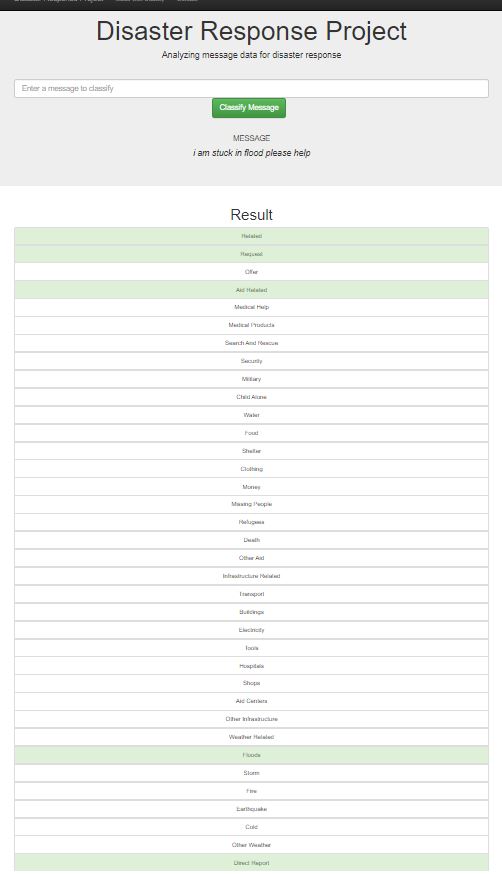 Disaster Response Project
Analyzing message data for disaster response
Enter a message to classify
Classify Message
MESSAGE
i am stuck in flood please help
Result
Related
Request
Offer
Aid Related
Medical Help
Medical Products
Search And Rescue
Security
Military
Child Alone
Water
Food
Shelter
Clothing
Money
Missing People
Refugees
Death
Other Aid
Infrastructure Related
Transport
Buildings
Electricity
Tools
Hospitals
Shops
Aid Centers
Other Infrastructure
Weather Related
Floods
Storm
Fire
Earthquake
Cold
Other Weather
Direct Report